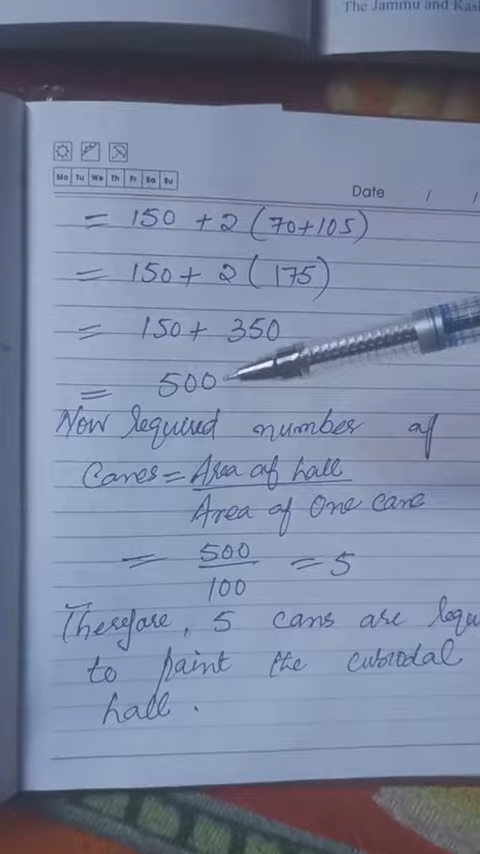 The Jammu and Kas
Mo Tu We Th Fr Sa Su
Date / /
= 150 + 2 (70+105)
= 150 + 2 (175)
= 150 + 350
= 500
Now required number of
Canes = Area of hall
Area of One cane
= 500 = 5
100
Therefore, 5 cans are requ
to paint the cuboidal
hall.